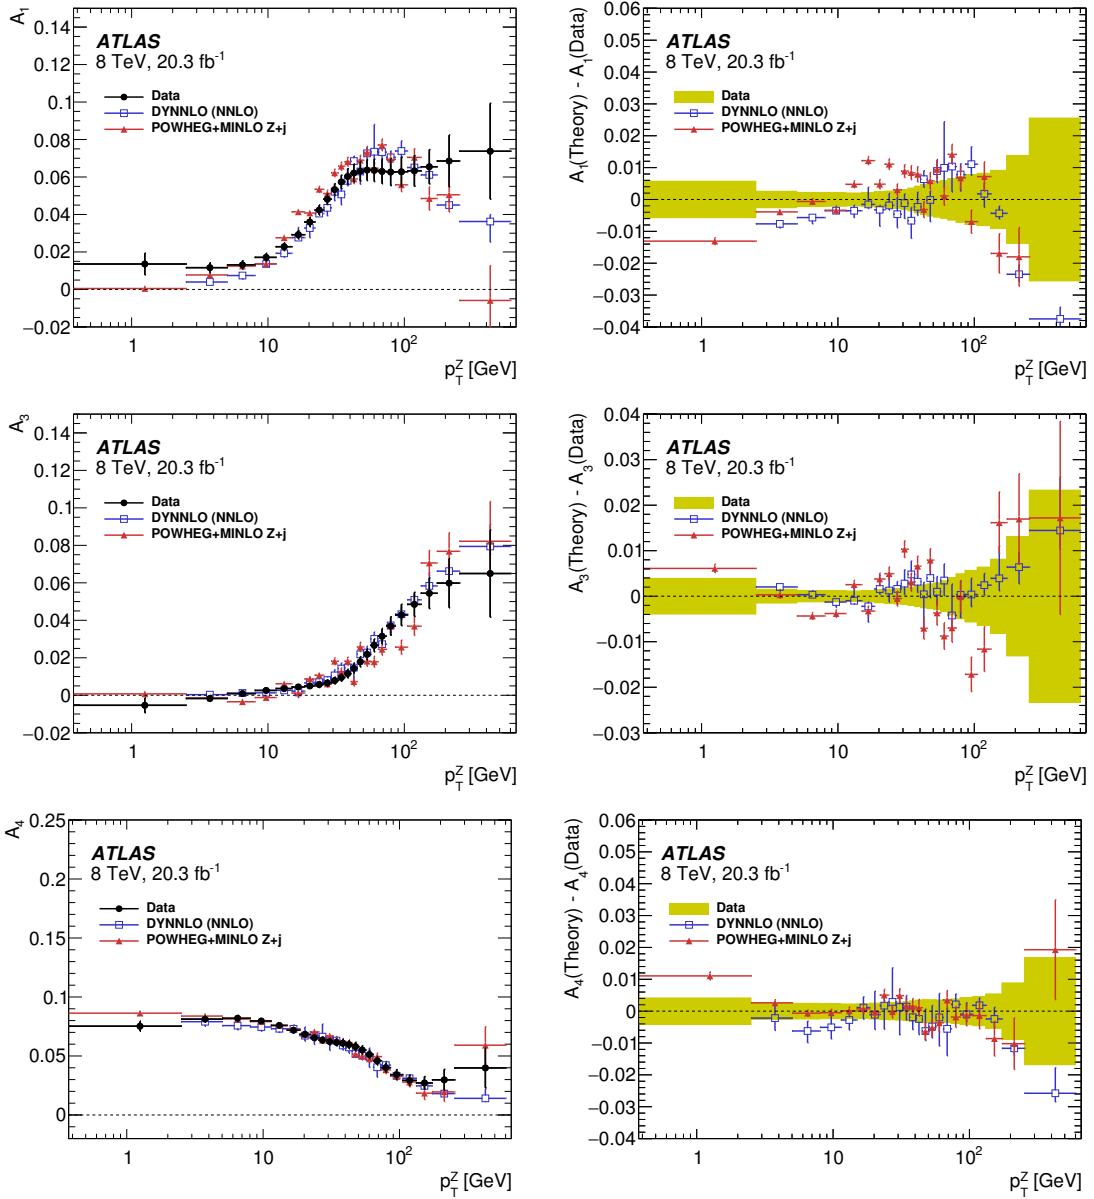 A1
0.14
ATLAS
8 TeV, 20.3 fb-1
0.12
0.1
Data
DYNNLO (NNLO)
POWHEG+MINLO Z+j
0.08
0.06
0.04
0.02
0
−0.02
1
10
10^2
pTZ [GeV]
A1(Theory) - A1(Data)
0.06
ATLAS
8 TeV, 20.3 fb-1
0.05
0.04
0.03
Data
DYNNLO (NNLO)
POWHEG+MINLO Z+j
0.02
0.01
0
−0.01
−0.02
−0.03
−0.04
1
10
10^2
pTZ [GeV]
A3
0.14
ATLAS
8 TeV, 20.3 fb-1
0.12
0.1
Data
DYNNLO (NNLO)
POWHEG+MINLO Z+j
0.08
0.06
0.04
0.02
0
−0.02
1
10
10^2
pTZ [GeV]
A3(Theory) - A3(Data)
0.04
ATLAS
8 TeV, 20.3 fb-1
0.03
0.02
Data
DYNNLO (NNLO)
POWHEG+MINLO Z+j
0.01
0
−0.01
−0.02
−0.03
1
10
10^2
pTZ [GeV]
A4
0.25
ATLAS
8 TeV, 20.3 fb-1
0.2
Data
DYNNLO (NNLO)
POWHEG+MINLO Z+j
0.15
0.1
0.05
0
1
10
10^2
pTZ [GeV]
A4(Theory) - A4(Data)
0.06
ATLAS
8 TeV, 20.3 fb-1
0.05
0.04
0.03
Data
DYNNLO (NNLO)
POWHEG+MINLO Z+j
0.02
0.01
0
−0.01
−0.02
−0.03
−0.04
1
10
10^2
pTZ [GeV]